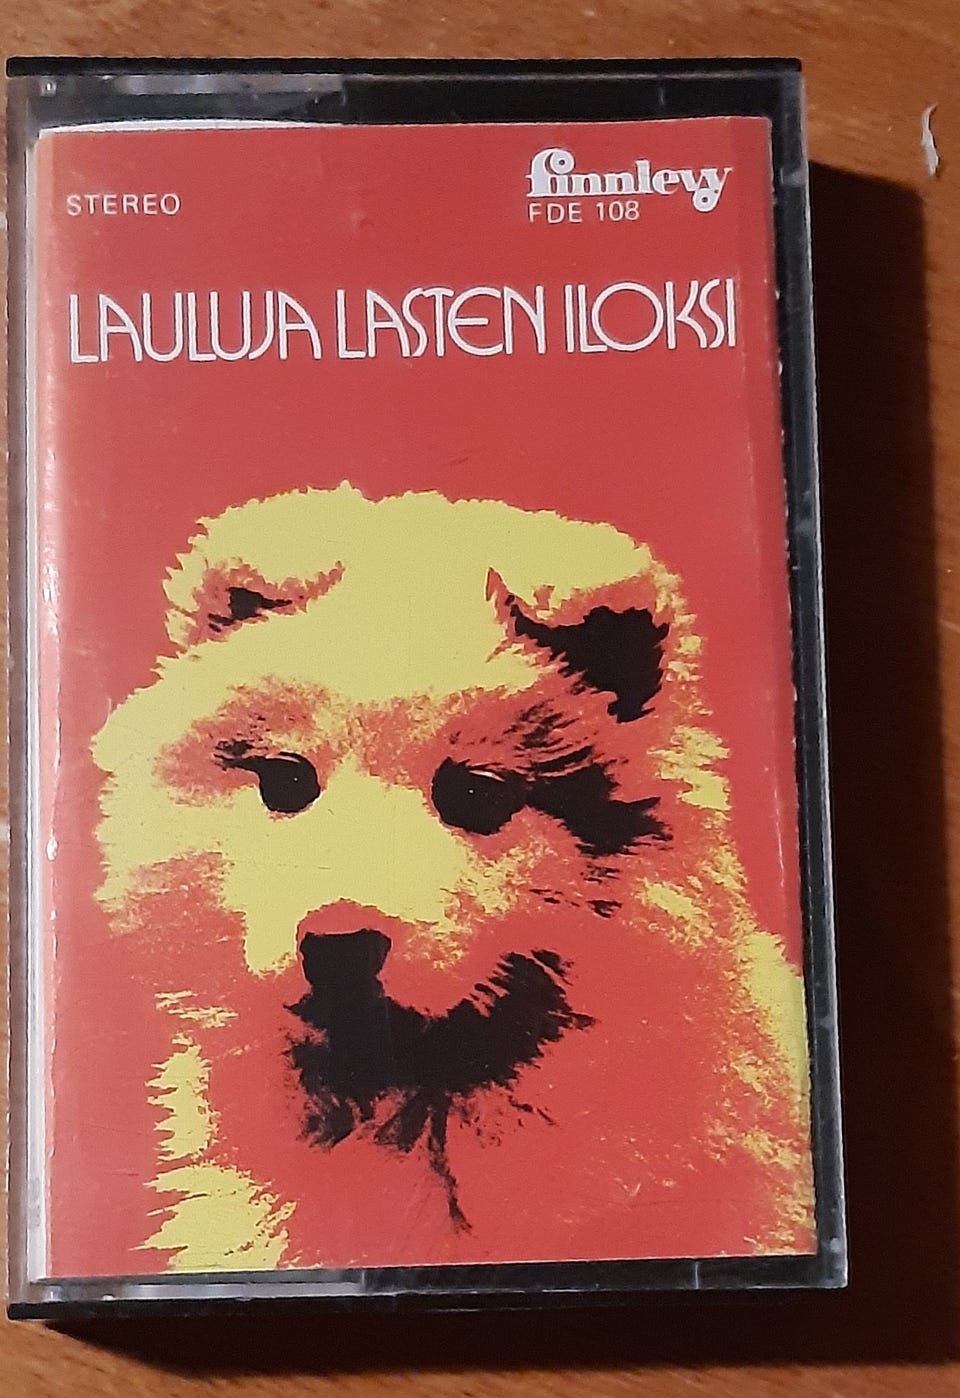 finnlevy
STEREO
FDE 108
LAULUJA LASTEN ILOKSI